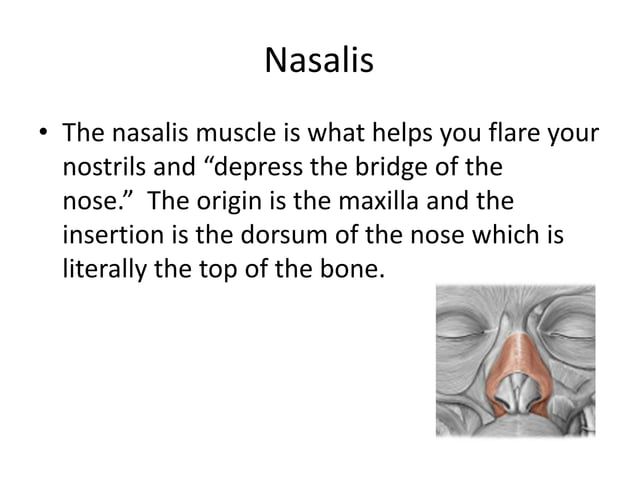 Nasalis
• The nasalis muscle is what helps you flare your
nostrils and “depress the bridge of the
nose.”  The origin is the maxilla and the
insertion is the dorsum of the nose which is
literally the top of the bone.